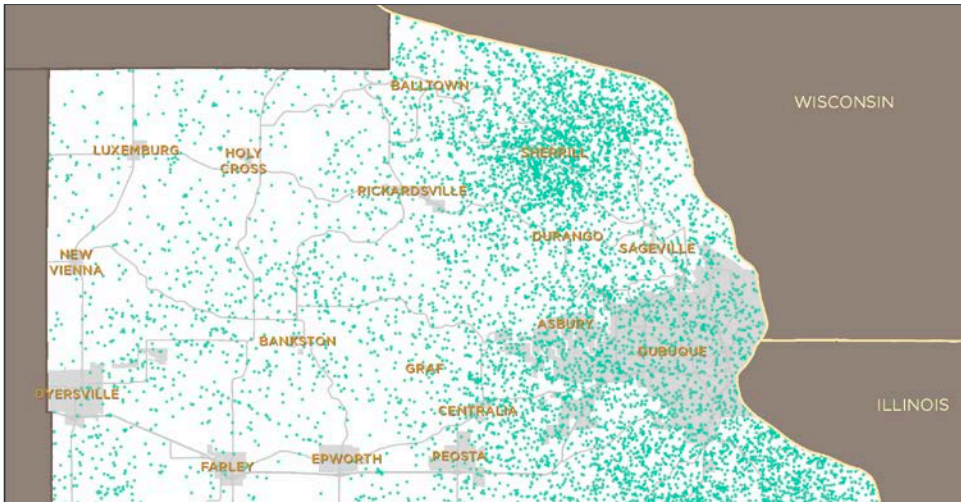 BALLTOWN
WISCONSIN
LUXEMBURG
HOLY
CROSS
SHERRILL
RICKARDSVILLE
DURANGO
SAGEVILLE
NEW
VIENNA
ASBURY
BANKSTON
DUBUQUE
GRAF
DYERSVILLE
CENTRALIA
ILLINOIS
FARLEY
EPWORTH
PEOSTA